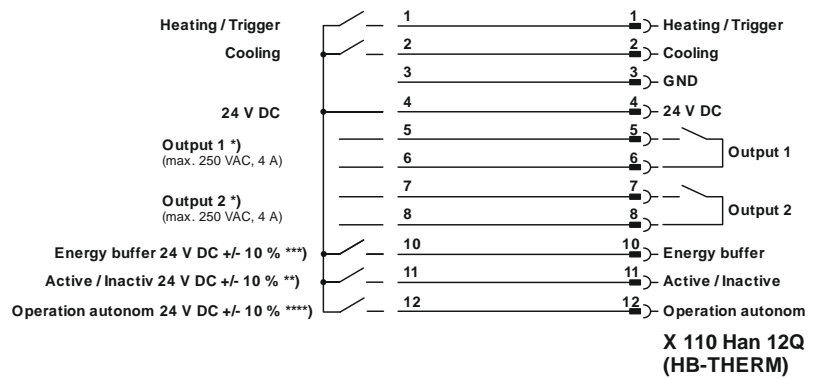 Heating / Trigger 1 1 Heating / Trigger
Cooling 2 2 Cooling
3 3 GND
24 V DC 4 4 24 V DC
Output 1 *)
(max. 250 VAC, 4 A)
5 5
6 6
Output 1
Output 2 *)
(max. 250 VAC, 4 A)
7 7
8 8
Output 2
Energy buffer 24 V DC +/- 10 % ***) 10 10 Energy buffer
Active / Inactiv 24 V DC +/- 10 % **) 11 11 Active / Inactive
Operation autonom 24 V DC +/- 10 % ****) 12 12 Operation autonom
X 110 Han 12Q
(HB-THERM)